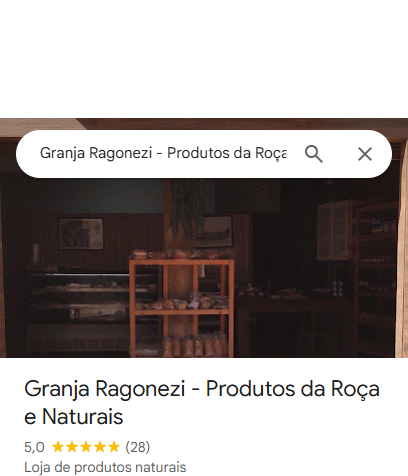 Granja Ragonezi - Produtos da Roça
Granja Ragonezi - Produtos da Roça
e Naturais
5,0 (28)
Loja de produtos naturais